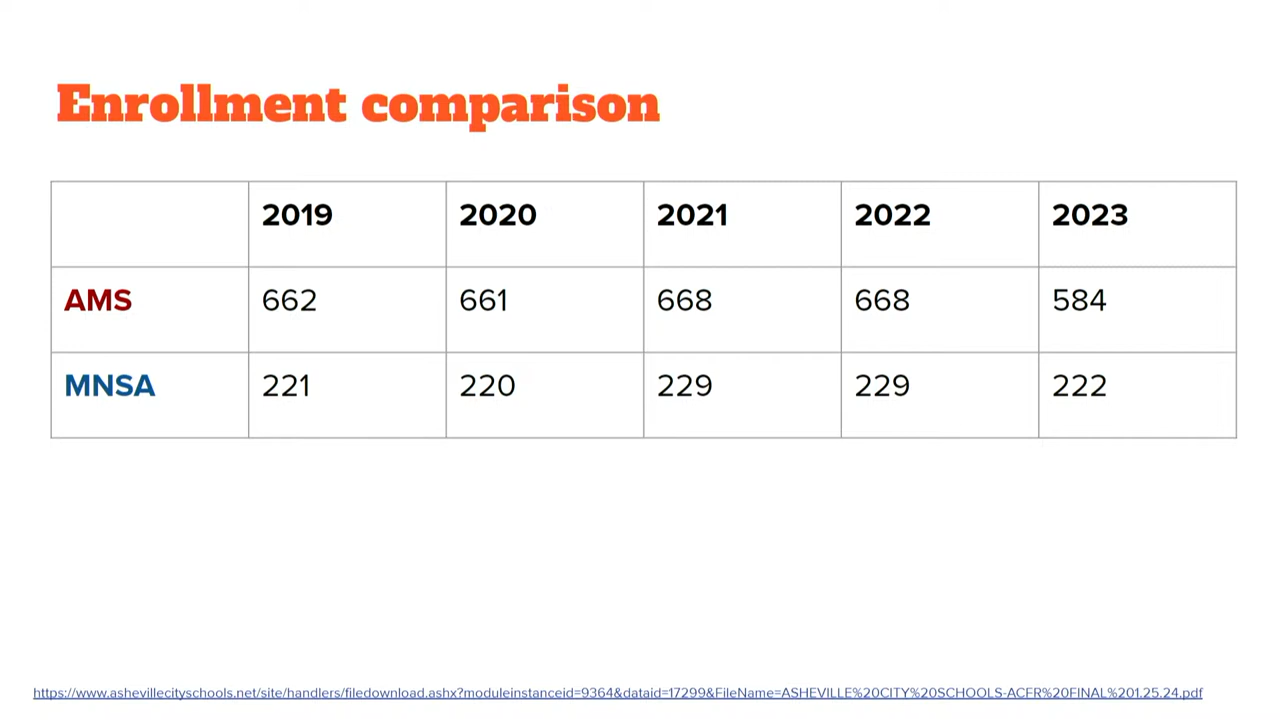 Enrollment comparison
2019 2020 2021 2022 2023
AMS 662 661 668 668 584
MNSA 221 220 229 229 222
https://www.ashevillecityschools.net/site/handlers/filedownload.ashx?moduleinstanceid=9364&dataid=17299&FileName=ASHEVILLE%20CITY%20SCHOOLS-ACFR%20FINAL%201.25.24.pdf